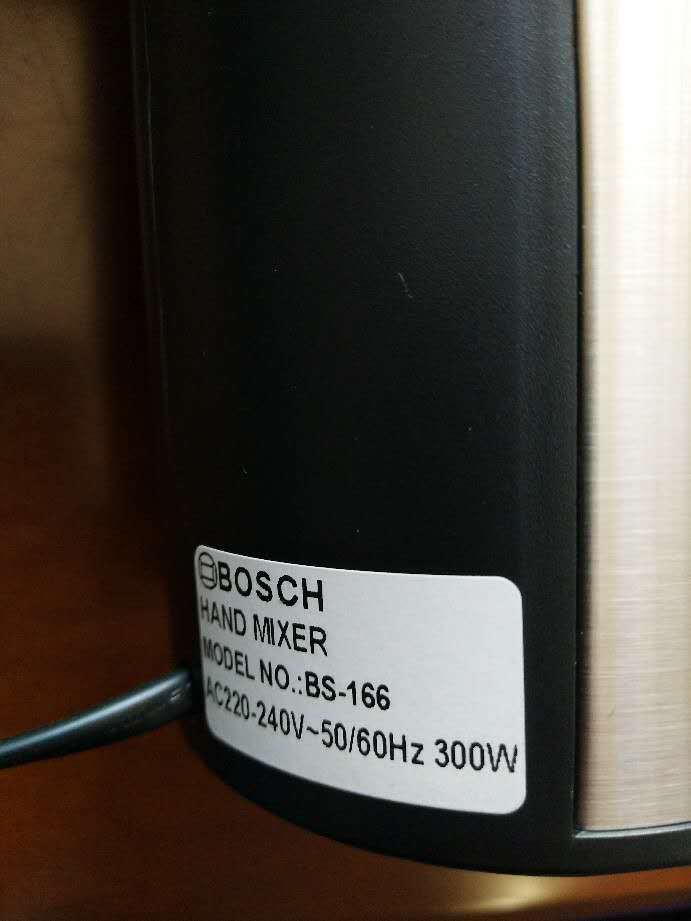 BOSCH
HAND MIXER
MODEL NO.:BS-166
AC220-240V~50/60Hz 300W